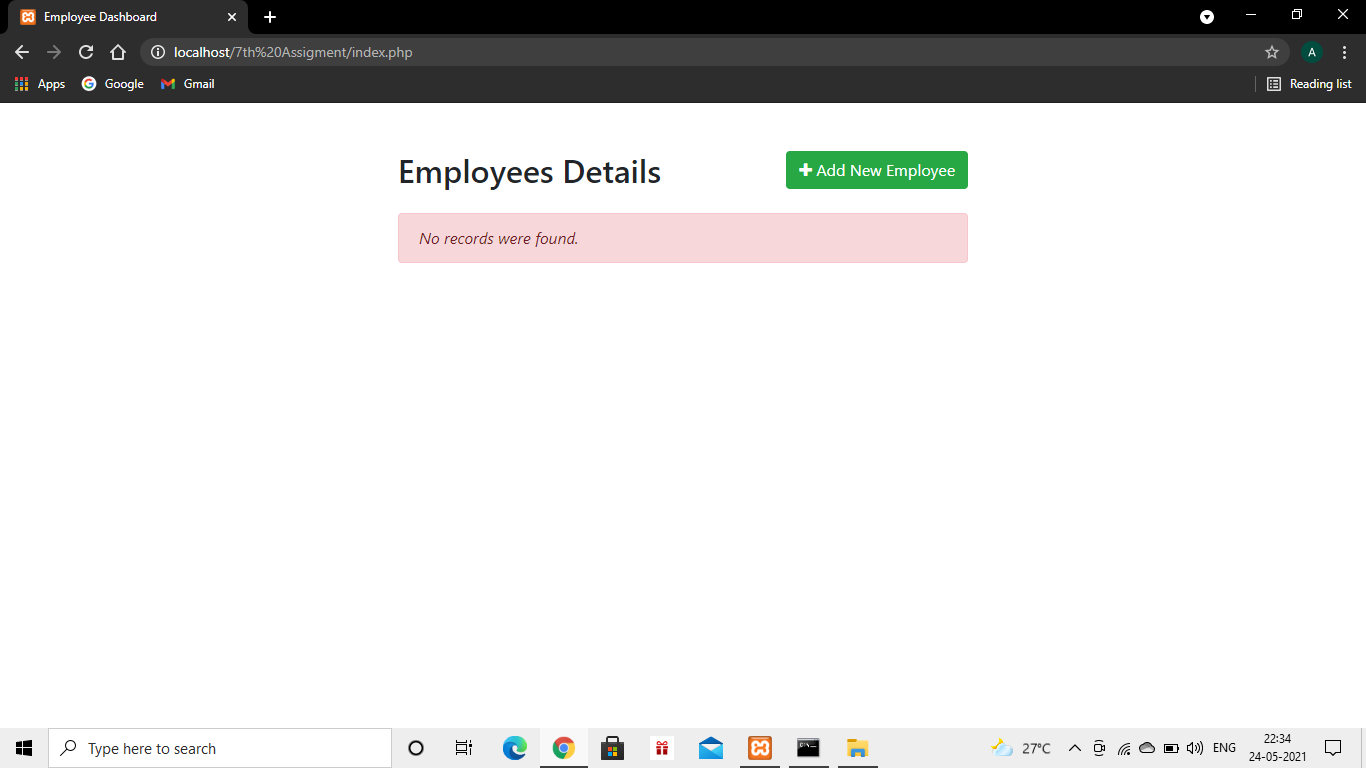 Employee Dashboard
localhost/7th%20Assigment/index.php
A
Apps
Google
Gmail
Reading list
Employees Details
Add New Employee
No records were found.
Type here to search
27°C
ENG
22:34
24-05-2021